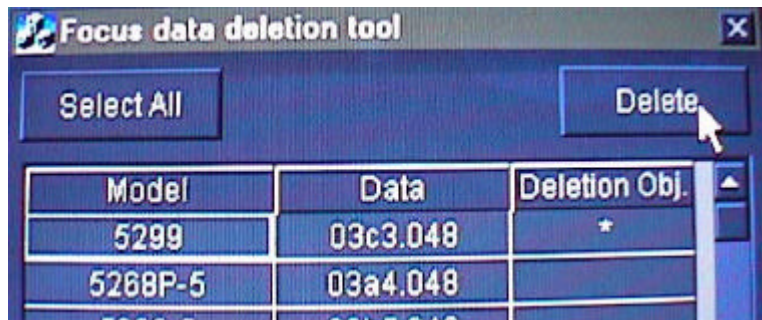 Focus data deletion tool
Select All Delete
Model Data Deletion Obj.
5299 03c3.048 *
5268P-5 03a4.048